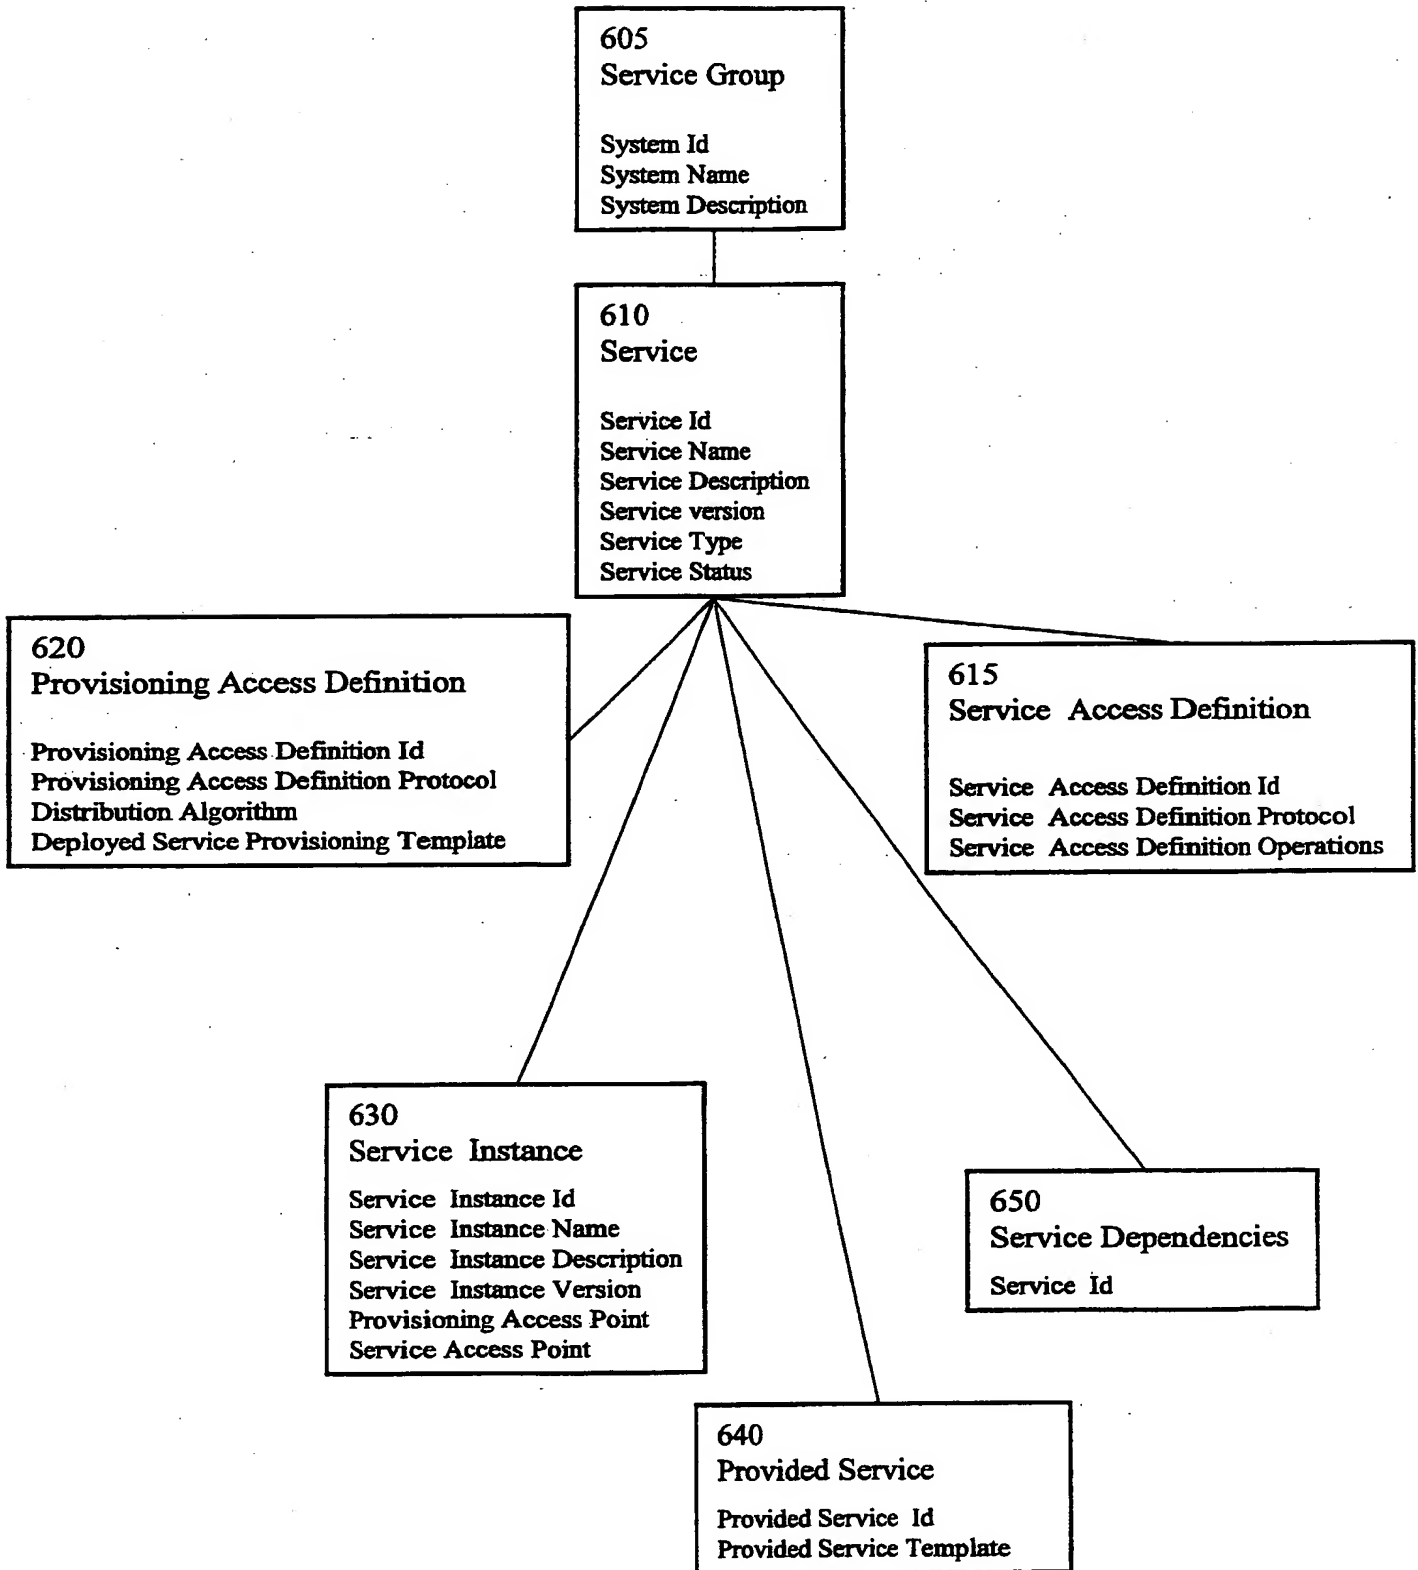 605
Service Group
System Id
System Name
System Description
610
Service
Service Id
Service Name
Service Description
Service version
Service Type
Service Status
620
Provisioning Access Definition
Provisioning Access Definition Id
Provisioning Access Definition Protocol
Distribution Algorithm
Deployed Service Provisioning Template
615
Service Access Definition
Service Access Definition Id
Service Access Definition Protocol
Service Access Definition Operations
630
Service Instance
Service Instance Id
Service Instance Name
Service Instance Description
Service Instance Version
Provisioning Access Point
Service Access Point
650
Service Dependencies
Service Id
640
Provided Service
Provided Service Id
Provided Service Template